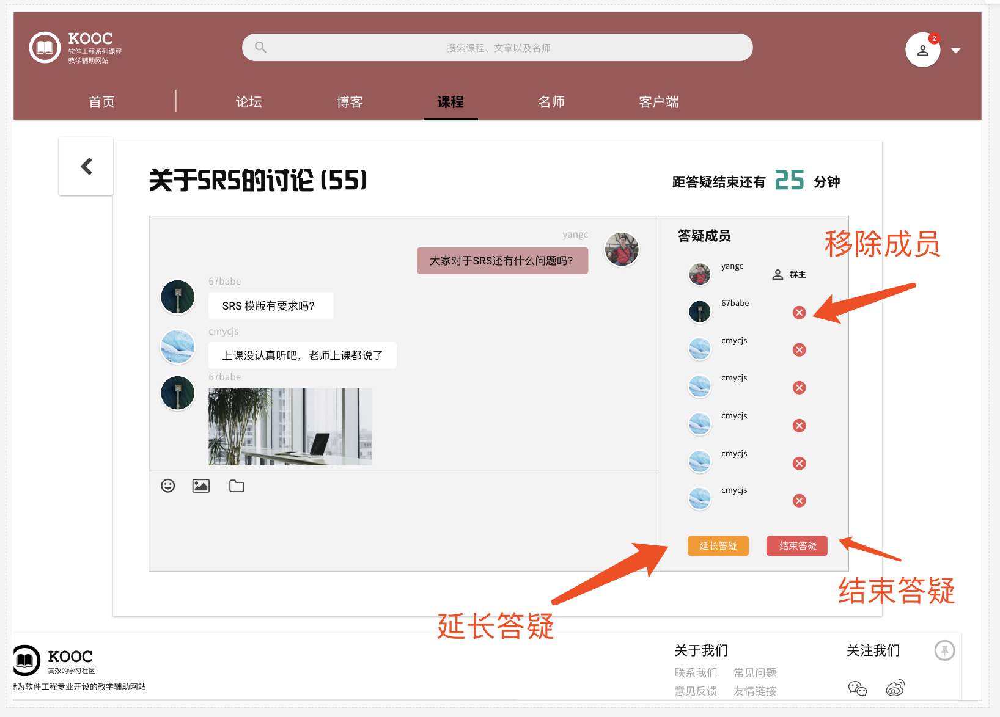 KOOC
软件工程系列课程
教学辅助网站
搜索课程、文章以及名师
2
首页
论坛
博客
课程
名师
客户端
关于SRS的讨论 (55)
距答疑结束还有 25 分钟
yangc
大家对于SRS还有什么问题吗?
67babe
SRS 模版有要求吗?
cmycjs
上课没认真听吧，老师上课都说了
67babe
答疑成员
移除成员
yangc
群主
67babe
cmycjs
cmycjs
cmycjs
cmycjs
cmycjs
延长答疑
结束答疑
结束答疑
延长答疑
KOOC
高效的学习社区
专为软件工程专业开设的教学辅助网站
关于我们
联系我们
常见问题
意见反馈
友情链接
关注我们